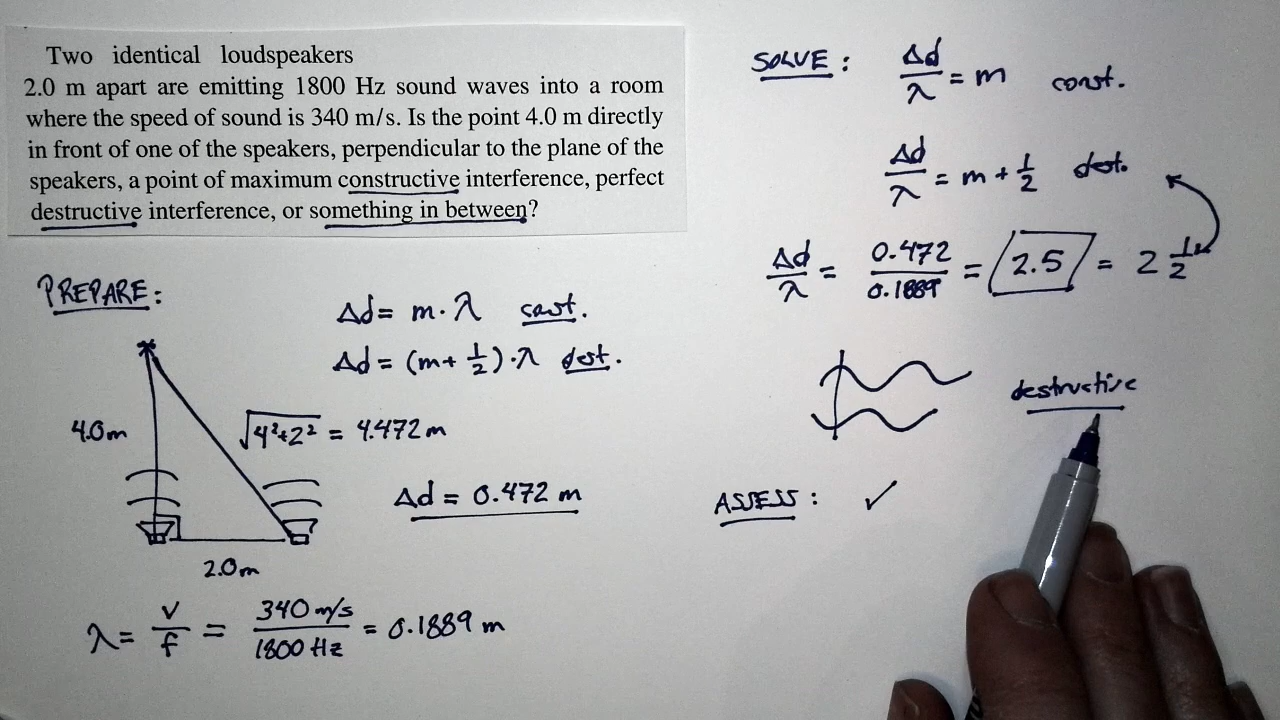 Two identical loudspeakers
2.0 m apart are emitting 1800 Hz sound waves into a room
where the speed of sound is 340 m/s. Is the point 4.0 m directly
in front of one of the speakers, perpendicular to the plane of the
speakers, a point of maximum constructive interference, perfect
destructive interference, or something in between?
PREPARE:
Δd = m·λ const.
Δd = (m + 1/2)·λ dest.
4.0m
√(4²+2²) = 4.472 m
Δd = 0.472 m
2.0m
λ = v/f = 340 m/s / 1800 Hz = 0.1889 m
SOLVE:
Δd/λ = m const.
Δd/λ = m + 1/2 dest.
Δd/λ = 0.472/0.1889 = 2.5 = 2 1/2
destructive
ASSESS: ✓